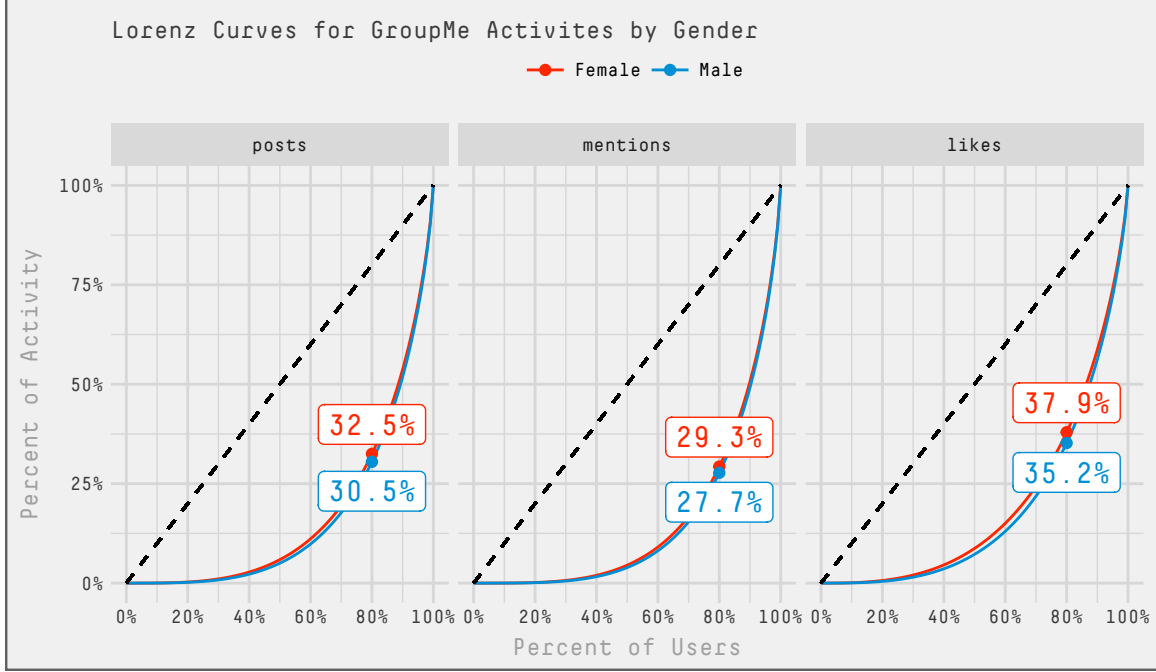 Lorenz Curves for GroupMe Activites by Gender
Female Male
posts mentions likes
Percent of Activity
100%
75%
50%
25%
0%
32.5%
30.5%
29.3%
27.7%
37.9%
35.2%
0% 20% 40% 60% 80% 100% 0% 20% 40% 60% 80% 100% 0% 20% 40% 60% 80% 100%
Percent of Users